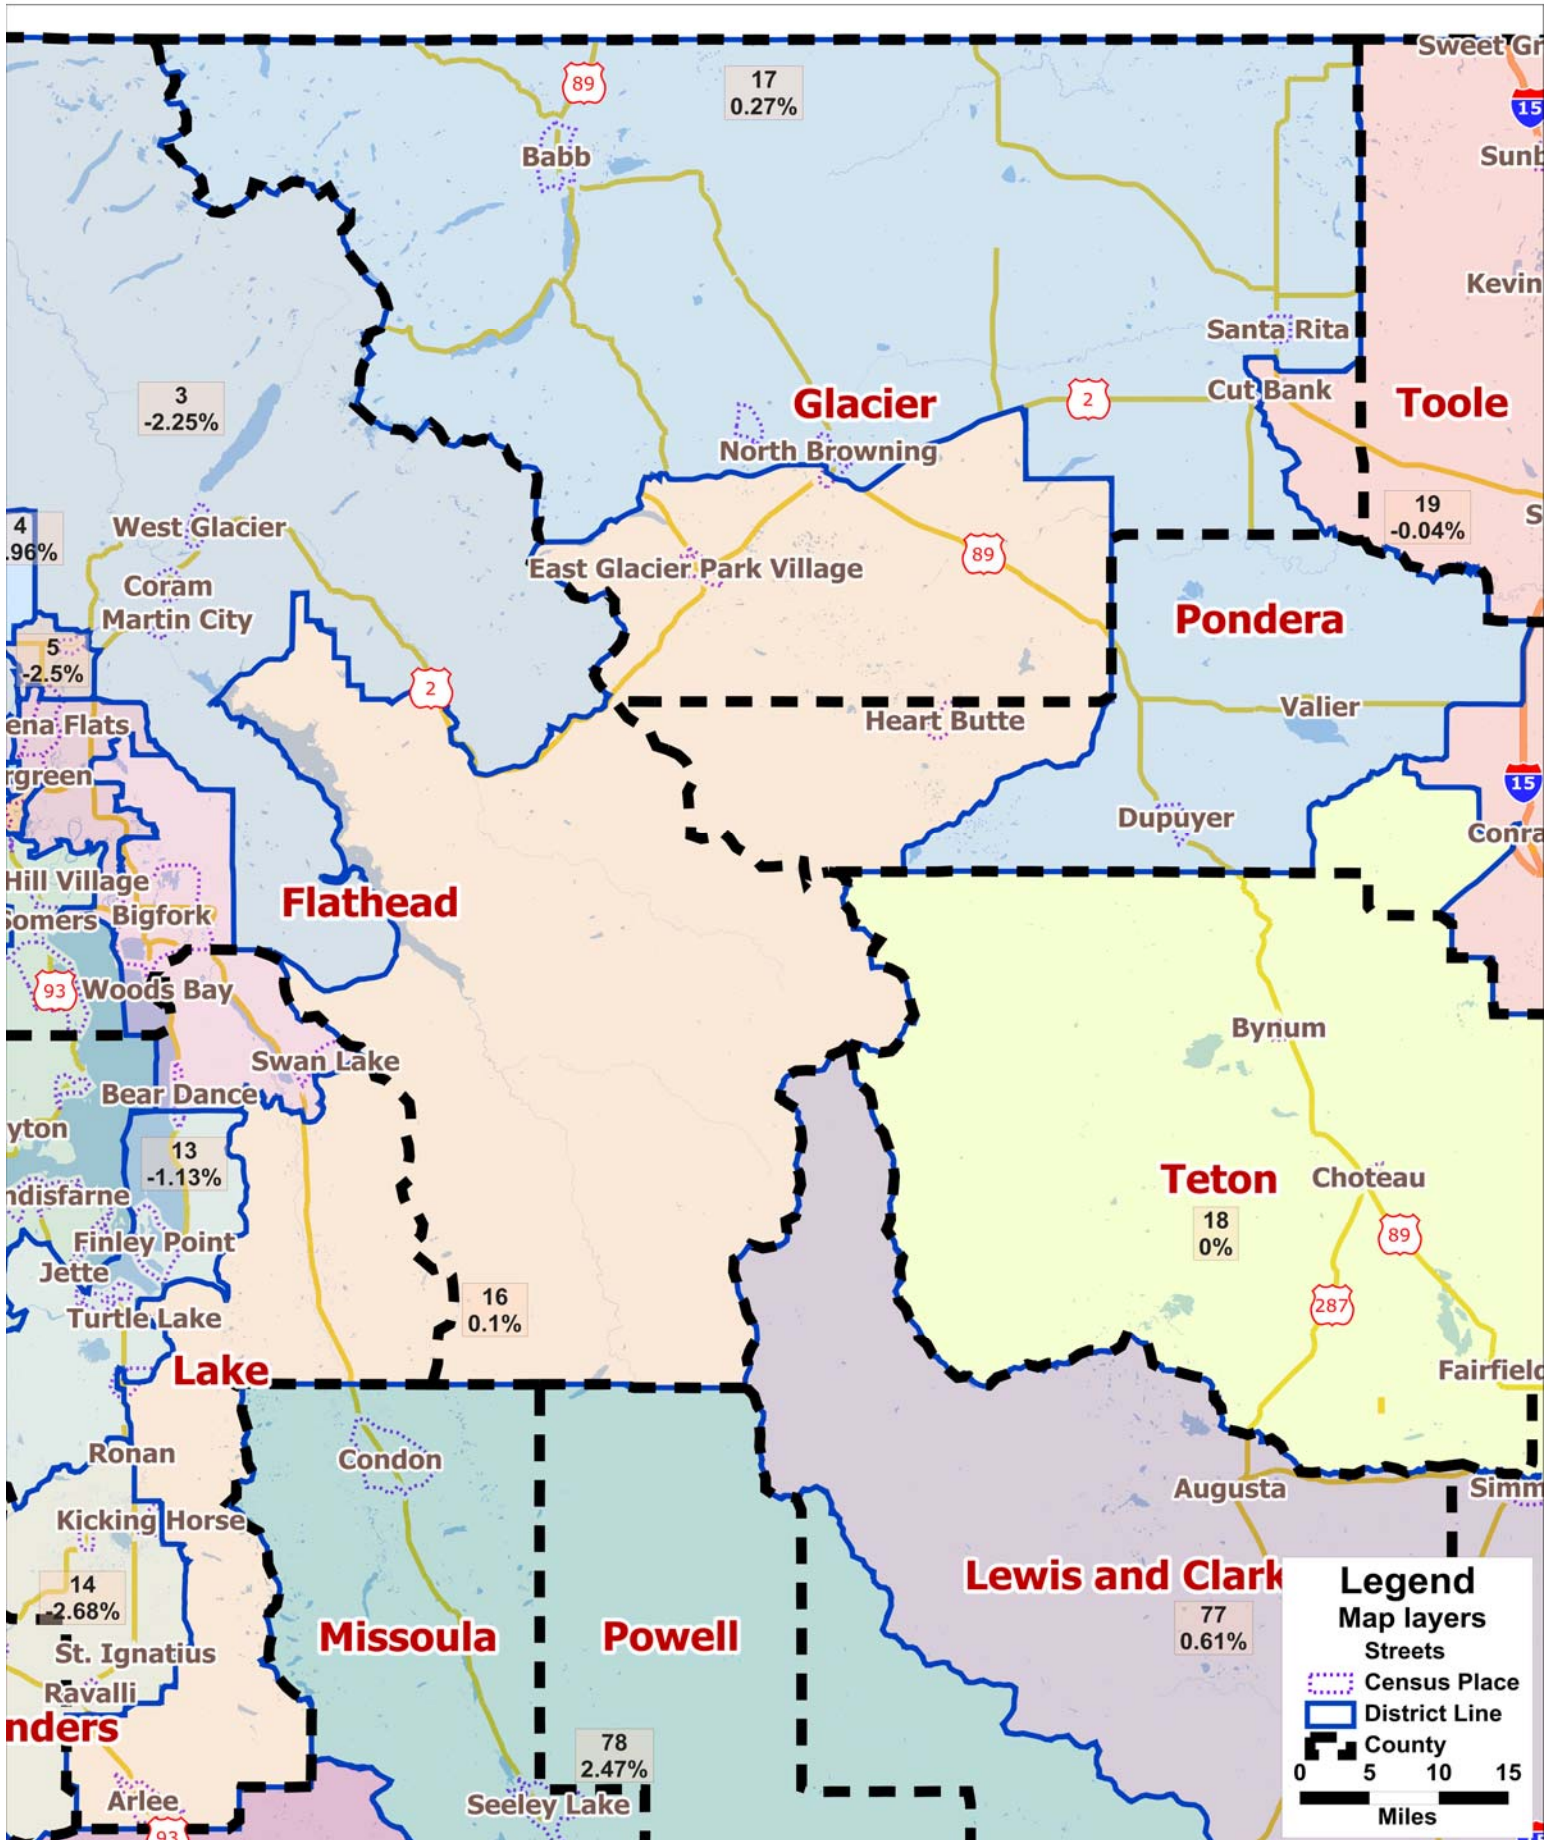 Sweet Gr
89
17
0.27%
15
Babb
Sunb
Kevin
Santa Rita
3
-2.25%
Glacier
2
Cut Bank
Toole
North Browning
19
-0.04%
S
4
.96%
West Glacier
89
East Glacier Park Village
Coram
Martin City
Pondera
5
-2.5%
2
Heart Butte
Valier
ena Flats
rgreen
15
Dupuyer
Conra
Hill Village
Flathead
Somers
Bigfork
93
Woods Bay
Bynum
Swan Lake
Bear Dance
yton
13
-1.13%
Teton
Choteau
ndisfarne
18
0%
89
Finley Point
Jette
16
0.1%
287
Turtle Lake
Lake
Fairfield
Ronan
Condon
Augusta
Simm
Kicking Horse
Lewis and Clark
14
-2.68%
77
0.61%
Missoula
Powell
St. Ignatius
Ravalli
nders
78
2.47%
Arlee
Seeley Lake
93
Legend
Map layers
Streets
Census Place
District Line
County
0 5 10 15
Miles